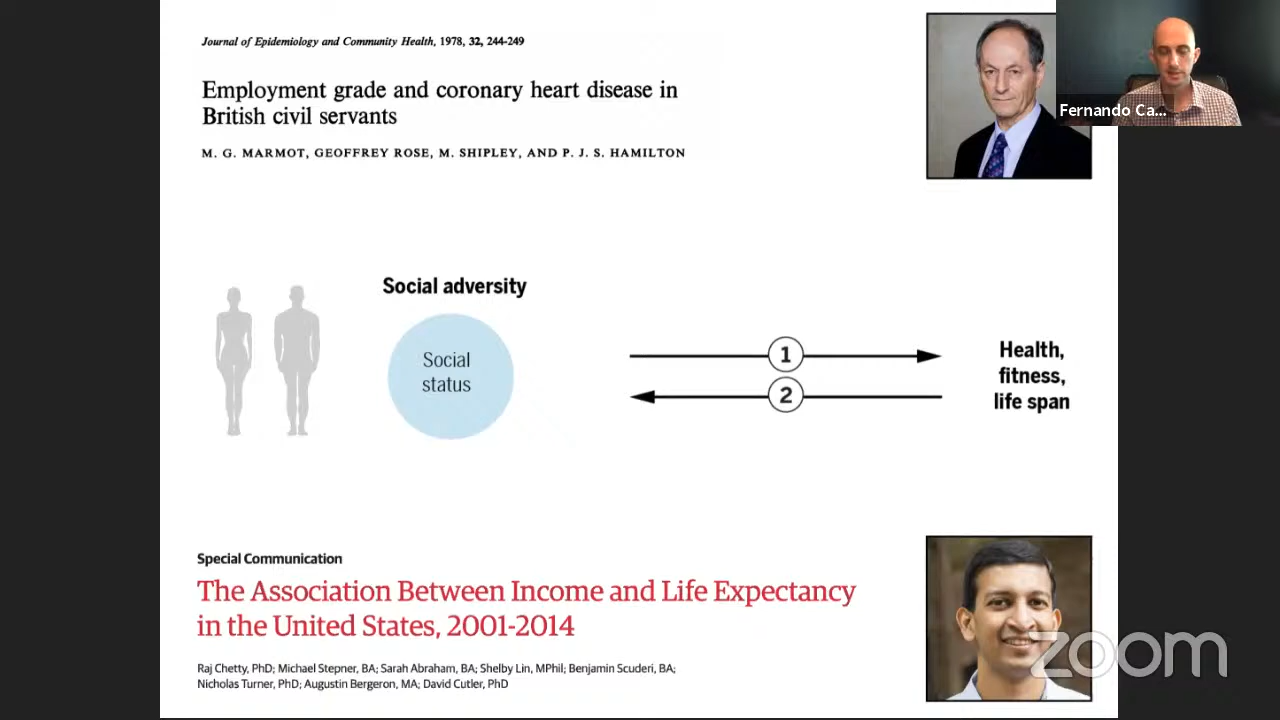 Journal of Epidemiology and Community Health, 1978, 32, 244-249
Employment grade and coronary heart disease in
British civil servants
M. G. MARMOT, GEOFFREY ROSE, M. SHIPLEY, AND P. J. S. HAMILTON
Fernando Ca...
Social adversity
Social
status
1
2
Health,
fitness,
life span
Special Communication
The Association Between Income and Life Expectancy
in the United States, 2001-2014
Raj Chetty, PhD; Michael Stepner, BA; Sarah Abraham, BA; Shelby Lin, MPhil; Benjamin Scuderi, BA;
Nicholas Turner, PhD; Augustin Bergeron, MA; David Cutler, PhD
zoom